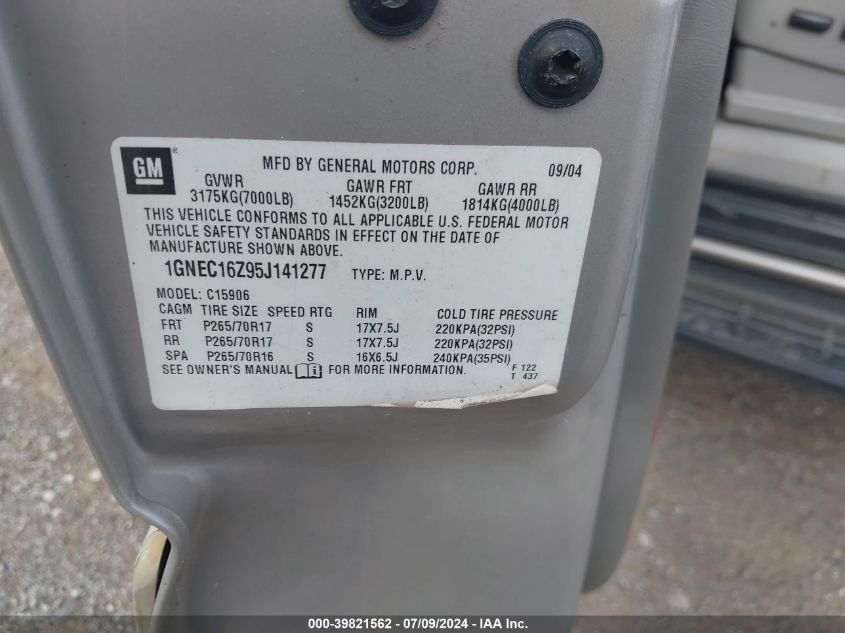 GM MFD BY GENERAL MOTORS CORP. 09/04
GVWR GAWR FRT GAWR RR
3175KG(7000LB) 1452KG(3200LB) 1814KG(4000LB)
THIS VEHICLE CONFORMS TO ALL APPLICABLE U.S. FEDERAL MOTOR
VEHICLE SAFETY STANDARDS IN EFFECT ON THE DATE OF
MANUFACTURE SHOWN ABOVE.
1GNEC16Z95J141277 TYPE: M.P.V.
MODEL: C15906
CAGM TIRE SIZE SPEED RTG RIM COLD TIRE PRESSURE
FRT P265/70R17 S 17X7.5J 220KPA(32PSI)
RR P265/70R17 S 17X7.5J 220KPA(32PSI)
SPA P265/70R16 S 16X6.5J 240KPA(35PSI)
SEE OWNER'S MANUAL FOR MORE INFORMATION. F 122
T 437
000-39821562 - 07/09/2024 - IAA Inc.